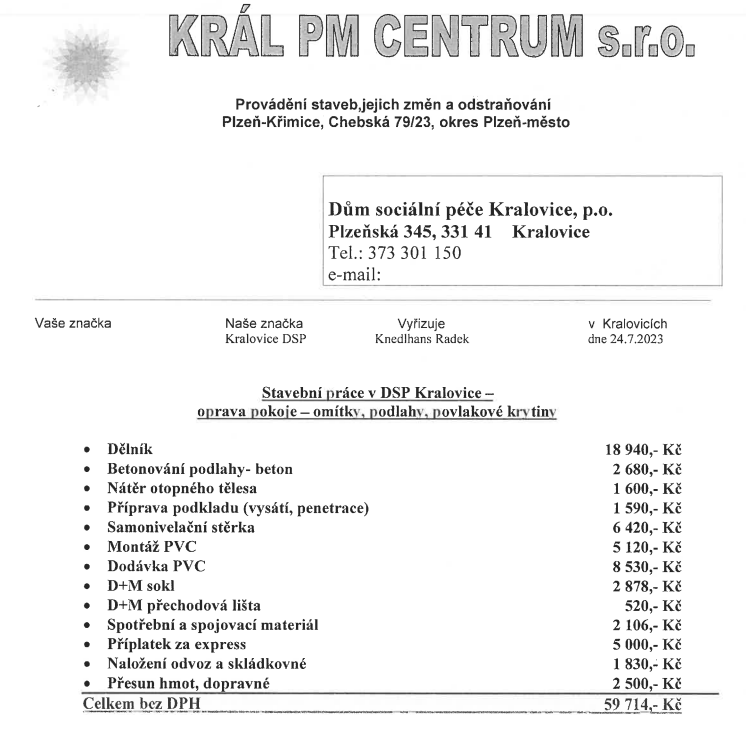 KRÁL PM CENTRUM s.r.o.
Provádění staveb,jejich změn a odstraňování
Plzeň-Křimice, Chebská 79/23, okres Plzeň-město
Dům sociální péče Kralovice, p.o.
Plzeňská 345, 331 41 Kralovice
Tel.: 373 301 150
e-mail:
Vaše značka Naše značka Vyřizuje v Kralovicích
Kralovice DSP Knedlhans Radek dne 24.7.2023
Stavební práce v DSP Kralovice –
oprava pokoje – omítky, podlahy, povlakové krytiny
• Dělník 18 940,- Kč
• Betonování podlahy- beton 2 680,- Kč
• Nátěr otopného tělesa 1 600,- Kč
• Příprava podkladu (vysátí, penetrace) 1 590,- Kč
• Samonivelační stěrka 6 420,- Kč
• Montáž PVC 5 120,- Kč
• Dodávka PVC 8 530,- Kč
• D+M sokl 2 878,- Kč
• D+M přechodová lišta 520,- Kč
• Spotřební a spojovací materiál 2 106,- Kč
• Příplatek za express 5 000,- Kč
• Naložení odvoz a skládkovné 1 830,- Kč
• Přesun hmot, dopravné 2 500,- Kč
Celkem bez DPH 59 714,- Kč